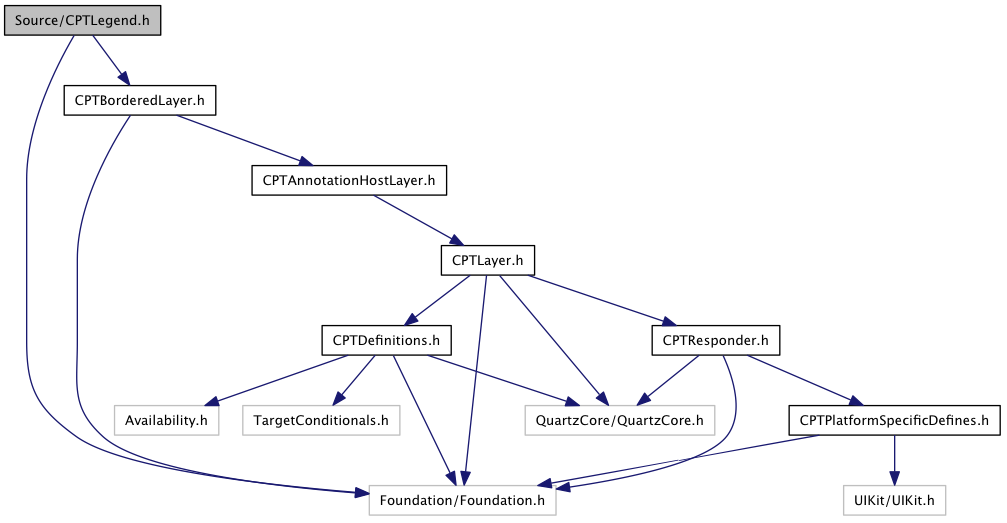 Source/CPTLegend.h
CPTBorderedLayer.h
CPTAnnotationHostLayer.h
CPTLayer.h
CPTDefinitions.h
CPTResponder.h
Availability.h
TargetConditionals.h
QuartzCore/QuartzCore.h
CPTPlatformSpecificDefines.h
Foundation/Foundation.h
UIKit/UIKit.h